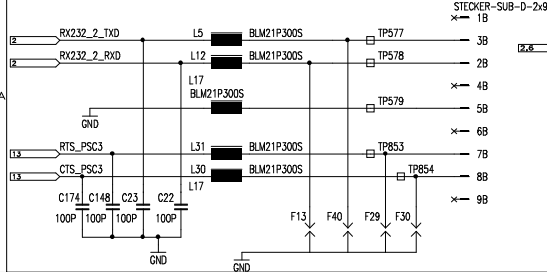 STECKER-SUB-D-2x9
1B
2 RX232_2_TXD L5 BLM21P300S TP577 3B
2.6
2 RX232_2_RXD L12 BLM21P300S TP578 2B
L17
4B
BLM21P300S
TP579 5B
GND
6B
13 RTS_PSC3 L31 BLM21P300S TP853 7B
13 CTS_PSC3 L30 BLM21P300S TP854 8B
L17
C174 C148 C23 C22 9B
100P 100P 100P 100P
F13 F40 F29 F30
GND
GND
A